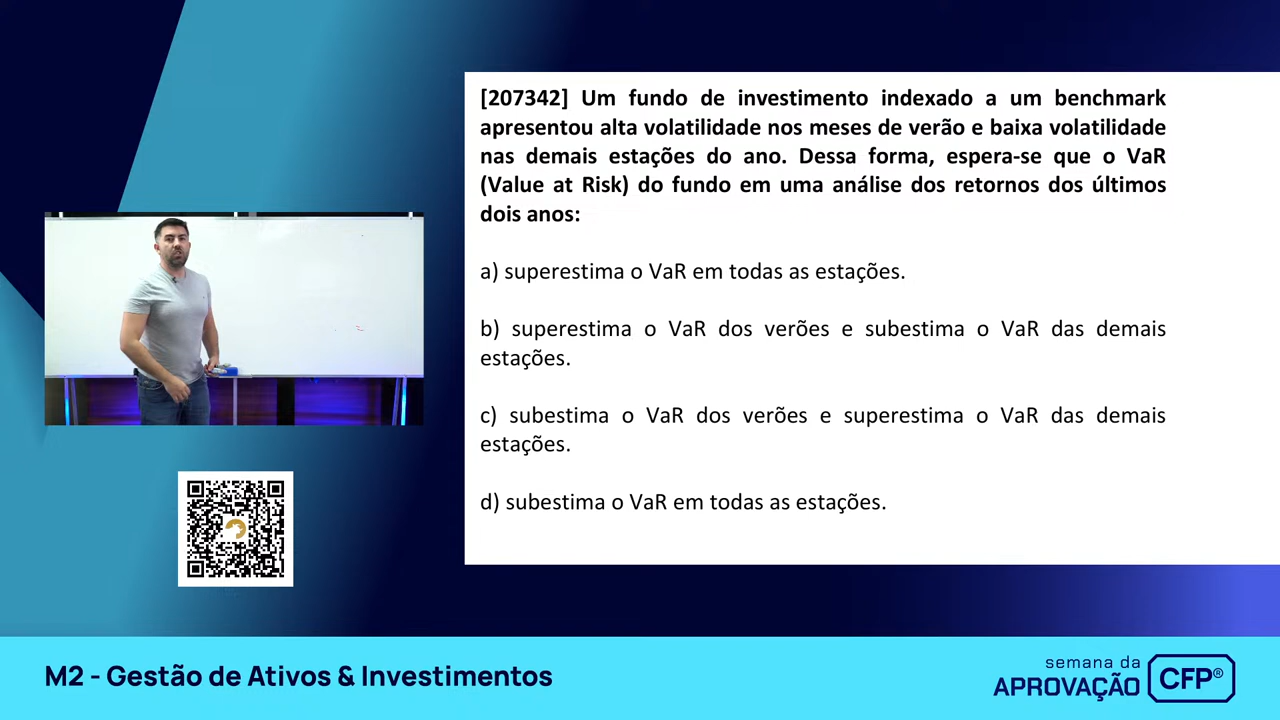 [207342] Um fundo de investimento indexado a um benchmark
apresentou alta volatilidade nos meses de verão e baixa volatilidade
nas demais estações do ano. Dessa forma, espera-se que o VaR
(Value at Risk) do fundo em uma análise dos retornos dos últimos
dois anos:
a) superestima o VaR em todas as estações.
b) superestima o VaR dos verões e subestima o VaR das demais
estações.
c) subestima o VaR dos verões e superestima o VaR das demais
estações.
d) subestima o VaR em todas as estações.
M2 - Gestão de Ativos & Investimentos
semana da
APROVAÇÃO CFP®